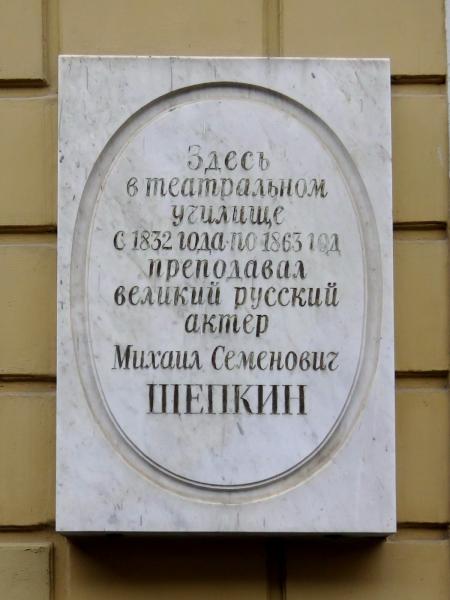 Здесь
в театральном
училище
с 1832 года по 1863 год
преподавал
великий русский
актер
Михаил Семенович
ЩЕПКИН